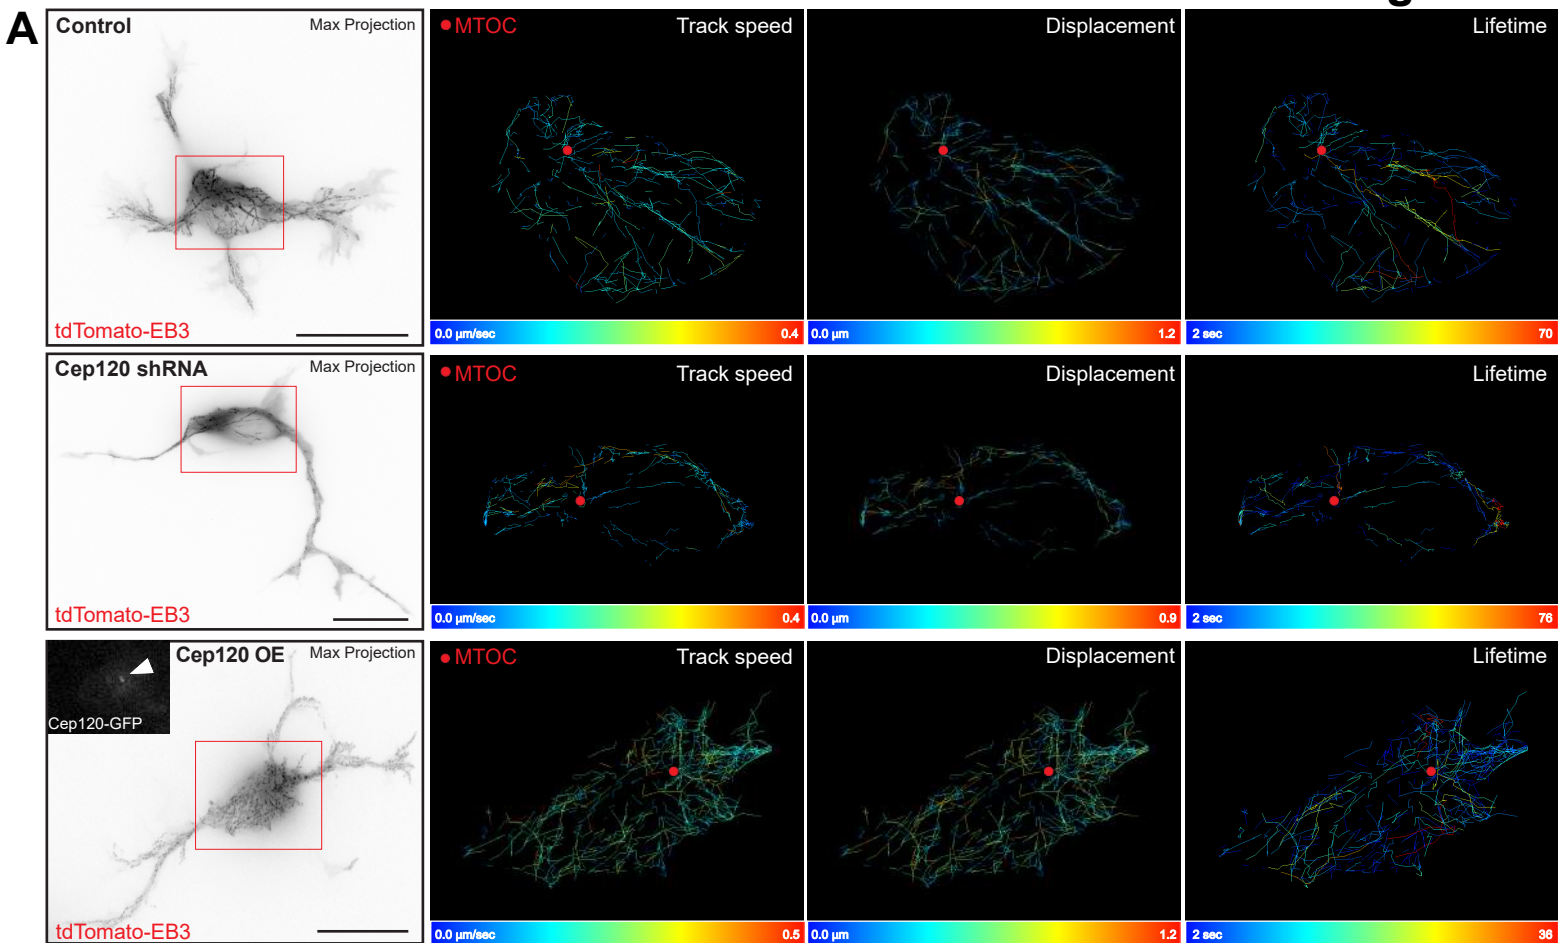 A
Control
Max Projection
tdTomato-EB3
MTOC
Track speed
0.0 µm/sec
0.4
Displacement
0.0 µm
1.2
Lifetime
2 sec
70
Cep120 shRNA
Max Projection
tdTomato-EB3
MTOC
Track speed
0.0 µm/sec
0.4
Displacement
0.0 µm
0.9
Lifetime
2 sec
76
Cep120 OE
Max Projection
Cep120-GFP
tdTomato-EB3
MTOC
Track speed
0.0 µm/sec
0.5
Displacement
0.0 µm
1.2
Lifetime
2 sec
36